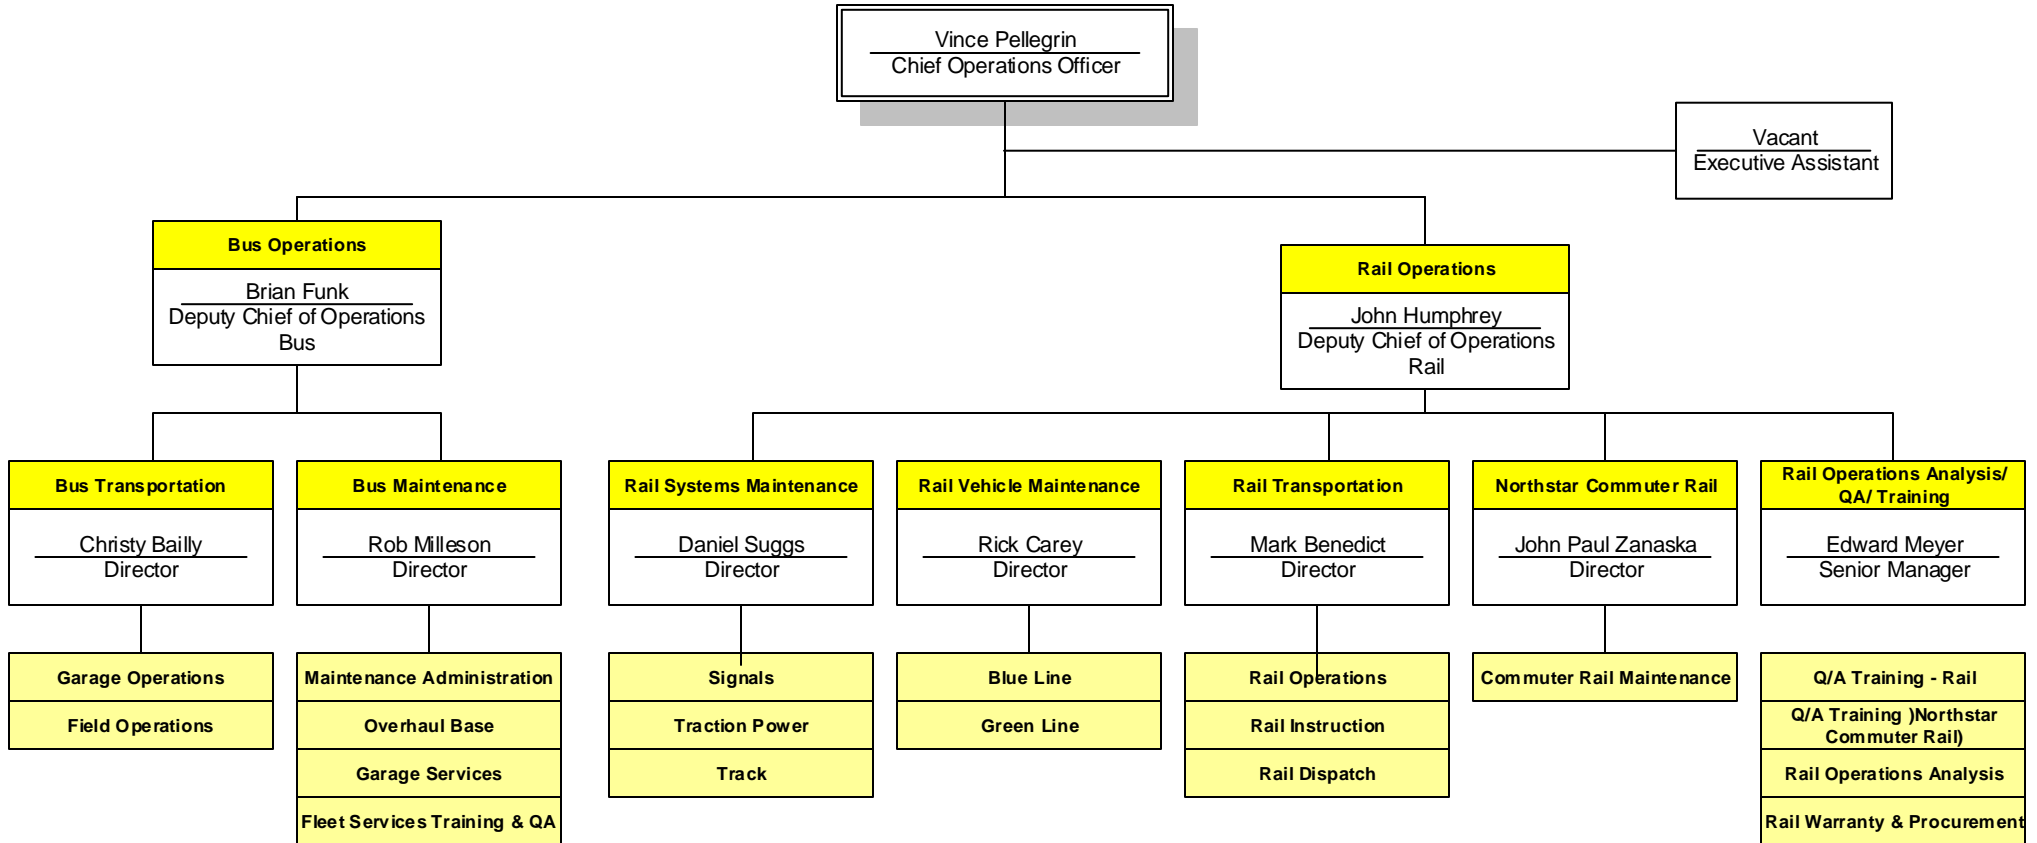 Vince Pellegrin
Chief Operations Officer
Vacant
Executive Assistant
Bus Operations
Brian Funk
Deputy Chief of Operations
Bus
Rail Operations
John Humphrey
Deputy Chief of Operations
Rail
Bus Transportation
Christy Bailly
Director
Bus Maintenance
Rob Milleson
Director
Rail Systems Maintenance
Daniel Suggs
Director
Rail Vehicle Maintenance
Rick Carey
Director
Rail Transportation
Mark Benedict
Director
Northstar Commuter Rail
John Paul Zanaska
Director
Rail Operations Analysis/
QA/ Training
Edward Meyer
Senior Manager
Garage Operations
Field Operations
Maintenance Administration
Overhaul Base
Garage Services
Fleet Services Training & QA
Signals
Traction Power
Track
Blue Line
Green Line
Rail Operations
Rail Instruction
Rail Dispatch
Commuter Rail Maintenance
Q/A Training - Rail
Q/A Training )Northstar
Commuter Rail)
Rail Operations Analysis
Rail Warranty & Procurement